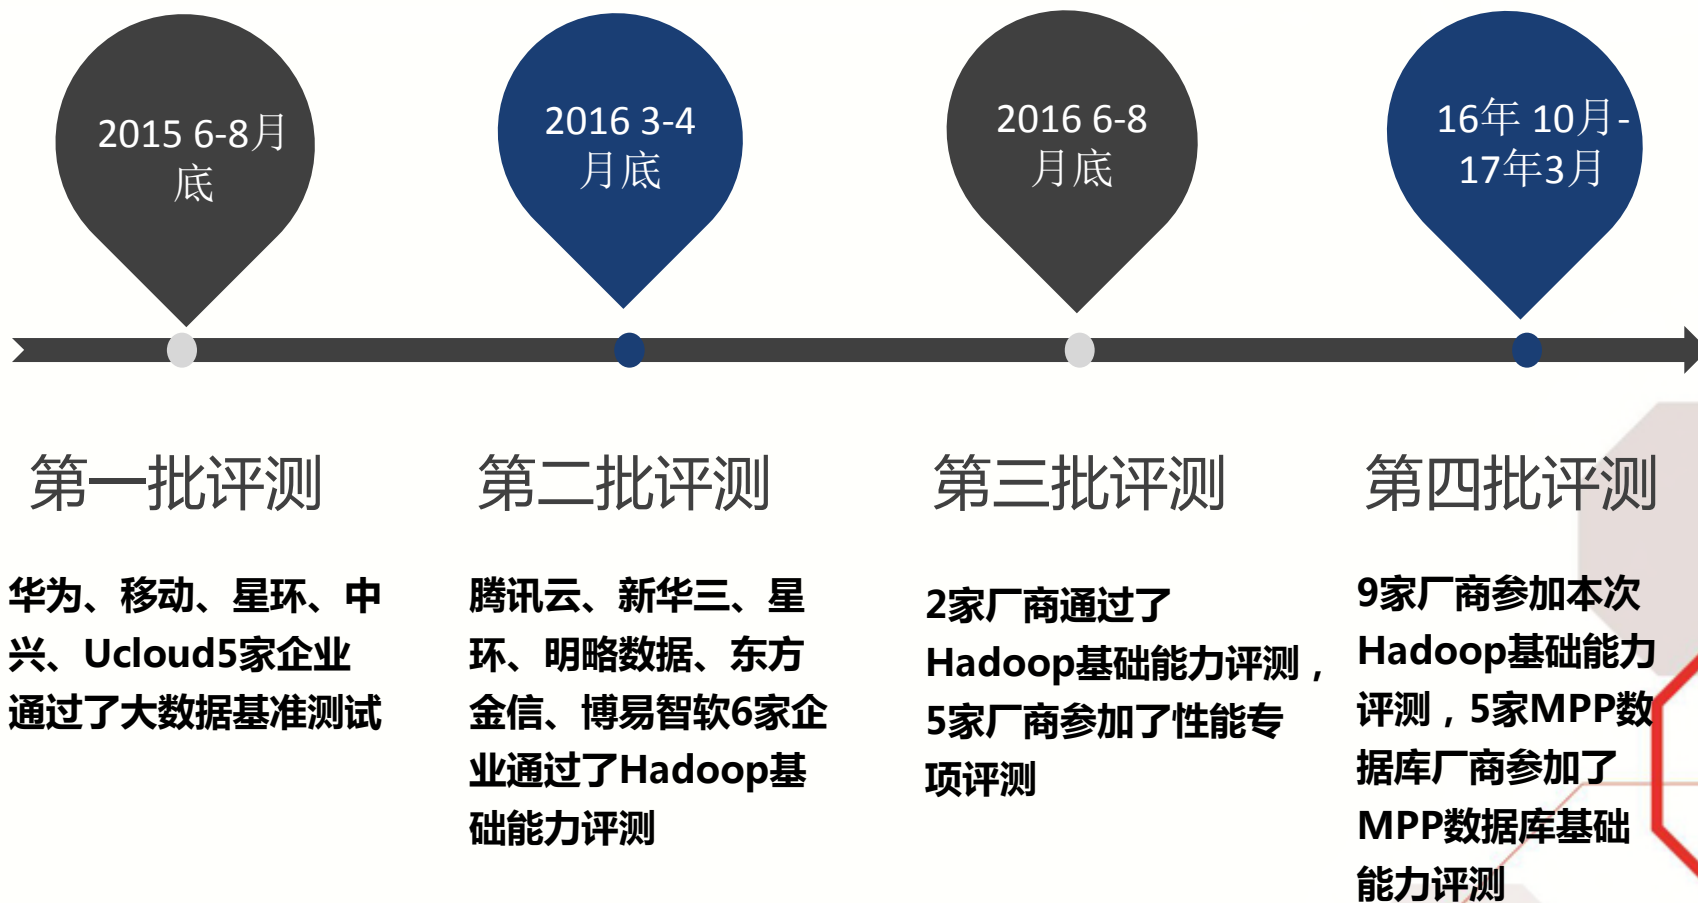 2015 6-8月
底
2016 3-4
月底
2016 6-8
月底
16年 10月-
17年3月
第一批评测
华为、移动、星环、中
兴、Ucloud5家企业
通过了大数据基准测试
第二批评测
腾讯云、新华三、星
环、明略数据、东方
金信、博易智软6家企
业通过了Hadoop基
础能力评测
第三批评测
2家厂商通过了
Hadoop基础能力评测，
5家厂商参加了性能专
项评测
第四批评测
9家厂商参加本次
Hadoop基础能力
评测，5家MPP数
据库厂商参加了
MPP数据库基础
能力评测